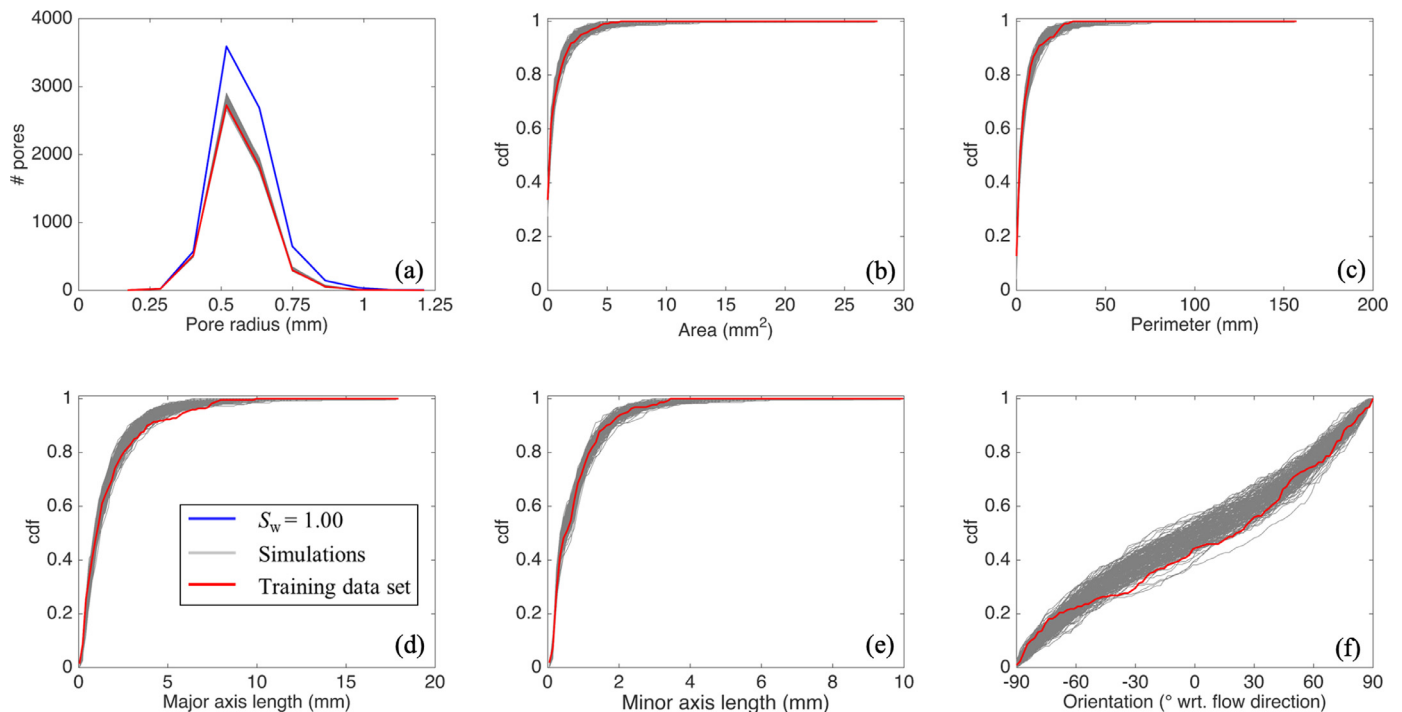 4000
3000
2000
1000
0
# pores
0 0.25 0.5 0.75 1 1.25
Pore radius (mm)
(a)
1
0.8
0.6
0.4
0.2
0
cdf
0 5 10 15 20 25 30
Area (mm²)
(b)
1
0.8
0.6
0.4
0.2
0
cdf
0 50 100 150 200
Perimeter (mm)
(c)
1
0.8
0.6
0.4
0.2
0
cdf
S_w = 1.00
Simulations
Training data set
0 5 10 15 20
Major axis length (mm)
(d)
1
0.8
0.6
0.4
0.2
0
cdf
0 2 4 6 8 10
Minor axis length (mm)
(e)
1
0.8
0.6
0.4
0.2
0
cdf
-90 -60 -30 0 30 60 90
Orientation (° wrt. flow direction)
(f)